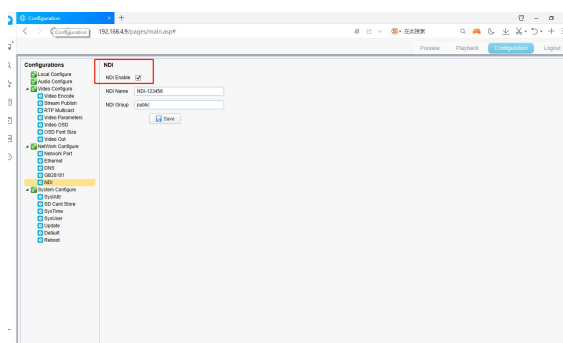 Configuration
Configuration
192.168.4.9/pages/main.asp#
在此搜索
Preview
Playback
Configuration
Logout
Configurations
Local Configure
Audio Configure
Video Configure
Video Encode
Stream Publish
RTP Multicast
Video Parameters
Video OSD
OSD Font Size
Video Out
NetWork Configure
Network Port
Ethernet
DNS
GB28181
NDI
System Configure
SD Card Store
SysTime
SysUser
Update
Default
Reboot
NDI
NDI Enable
NDI Name
NDI-123456
NDI Group
public
Save